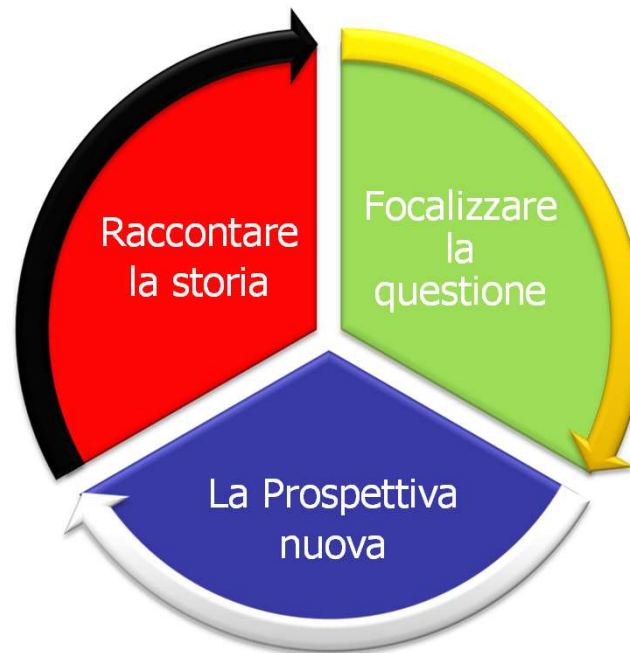 Raccontare
la storia
Focalizzare
la
questione
La Prospettiva
nuova